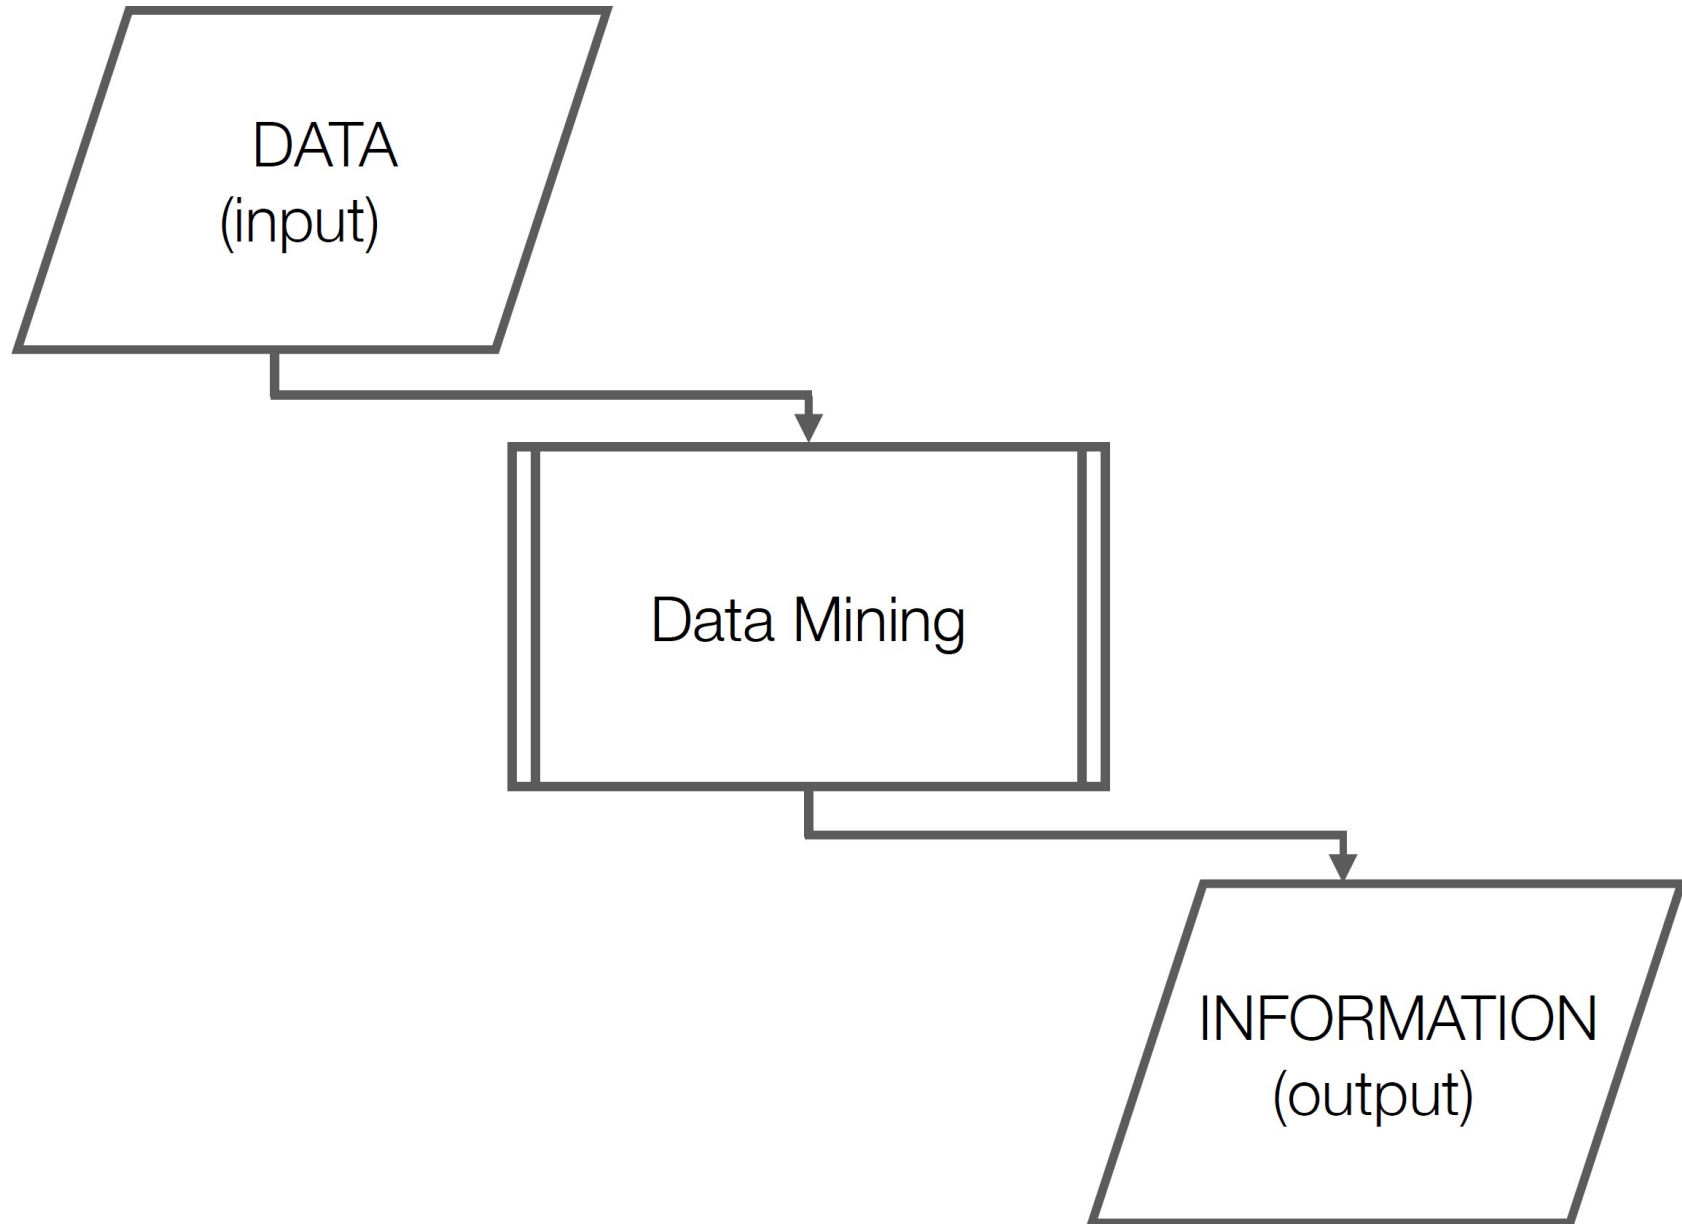 DATA
(input)
Data Mining
INFORMATION
(output)